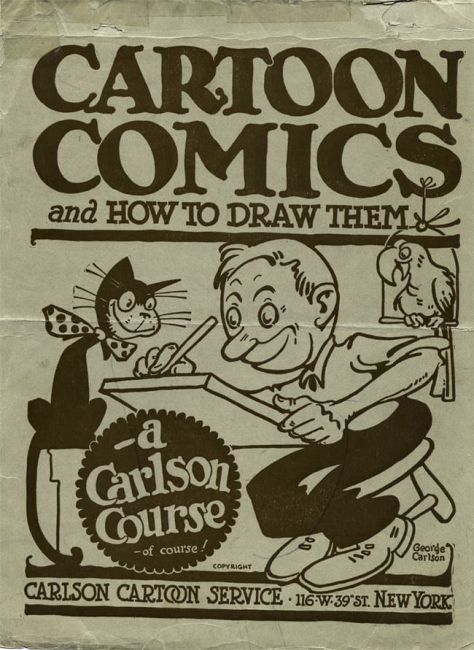 CARTOON
COMICS
and HOW TO DRAW THEM
-a
Carlson
Course
-of course!
COPYRIGHT
George
Carlson
CARLSON CARTOON SERVICE · 116·W·39TH ST. NEW YORK